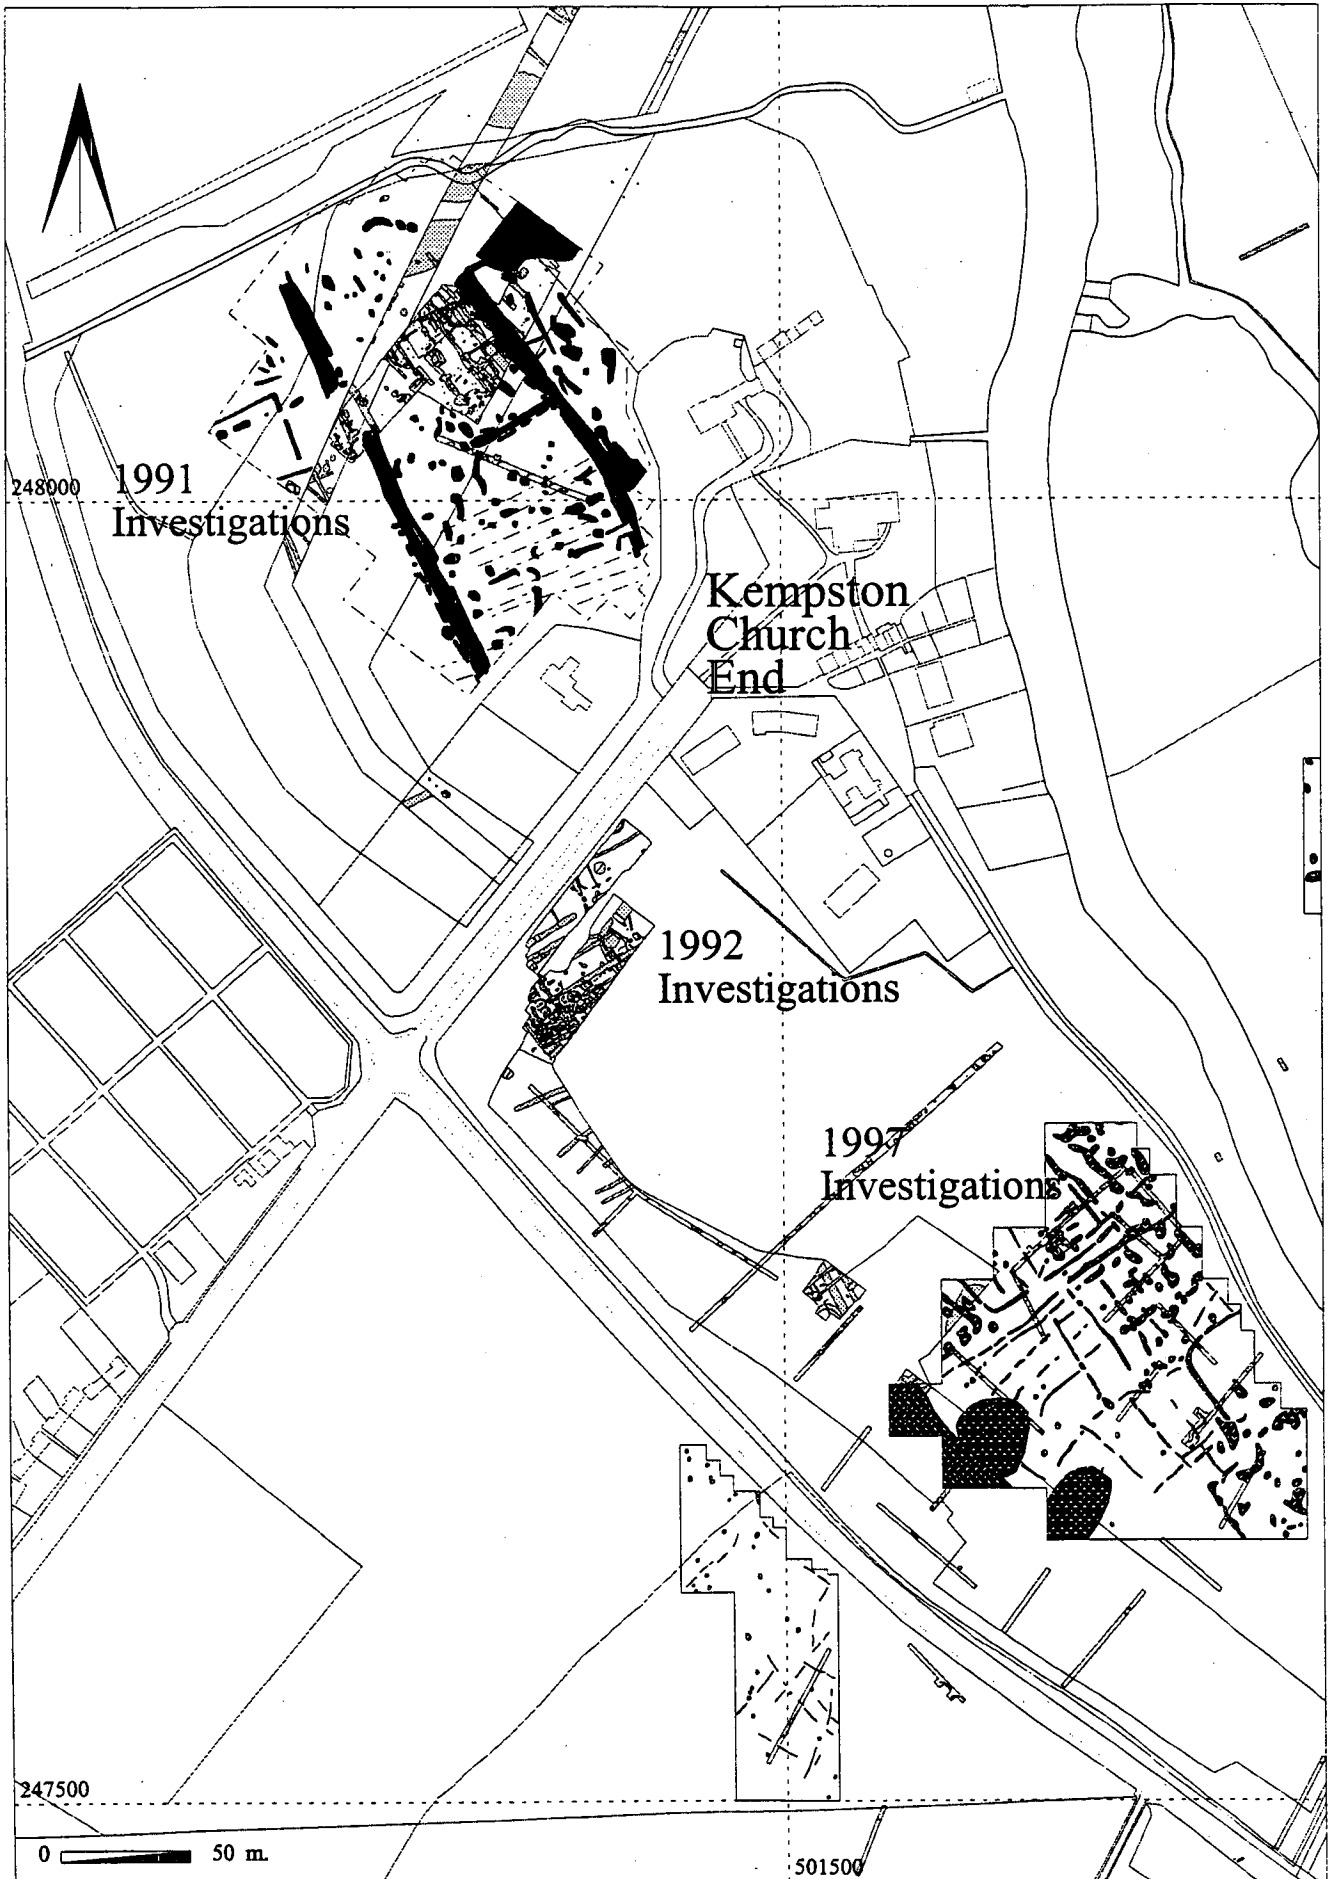 248000
1991
Investigations
Kempston
Church
End
1992
Investigations
1997
Investigations
247500
0 50 m.
501500